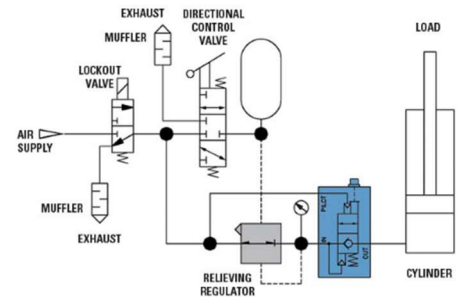 EXHAUST
MUFFLER
DIRECTIONAL
CONTROL
VALVE
LOAD
LOCKOUT
VALVE
AIR
SUPPLY
MUFFLER
EXHAUST
PILOT
IN
OUT
RELIEVING
REGULATOR
CYLINDER